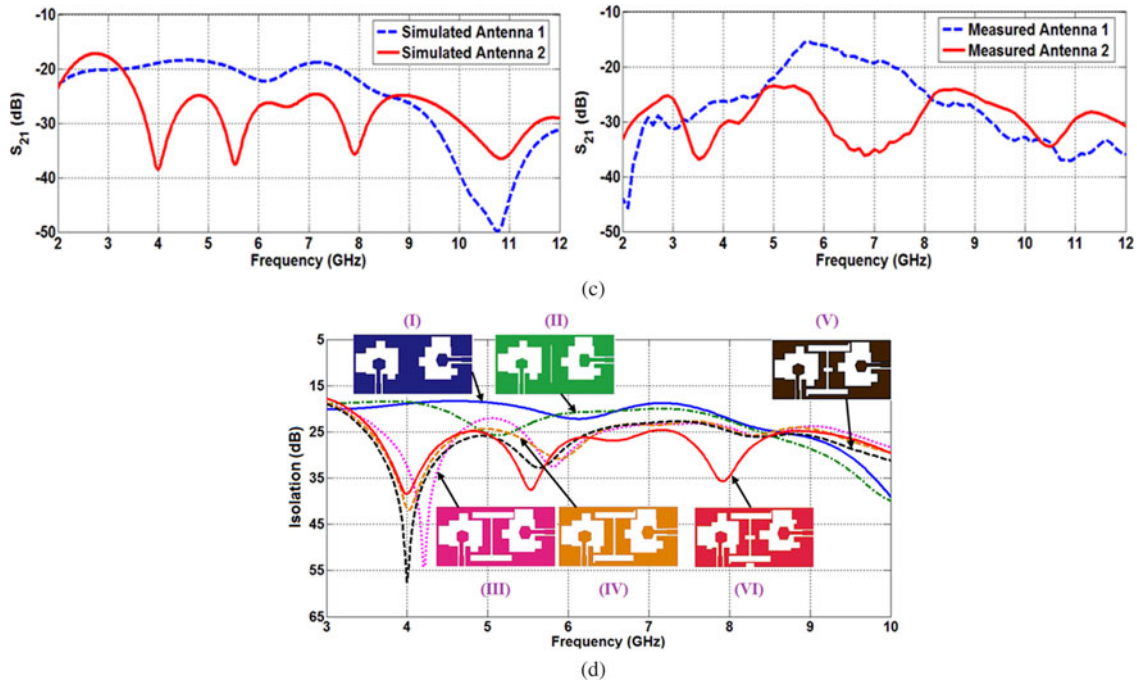 -10
-20
-30
-40
-50
S21 (dB)
2 3 4 5 6 7 8 9 10 11 12
Frequency (GHz)
Simulated Antenna 1
Simulated Antenna 2
-10
-20
-30
-40
-50
S21 (dB)
2 3 4 5 6 7 8 9 10 11 12
Frequency (GHz)
Measured Antenna 1
Measured Antenna 2
(c)
(I)
(II)
(V)
5
15
25
35
45
55
65
Isolation (dB)
(III)
(IV)
(VI)
3 4 5 6 7 8 9 10
Frequency (GHz)
(d)